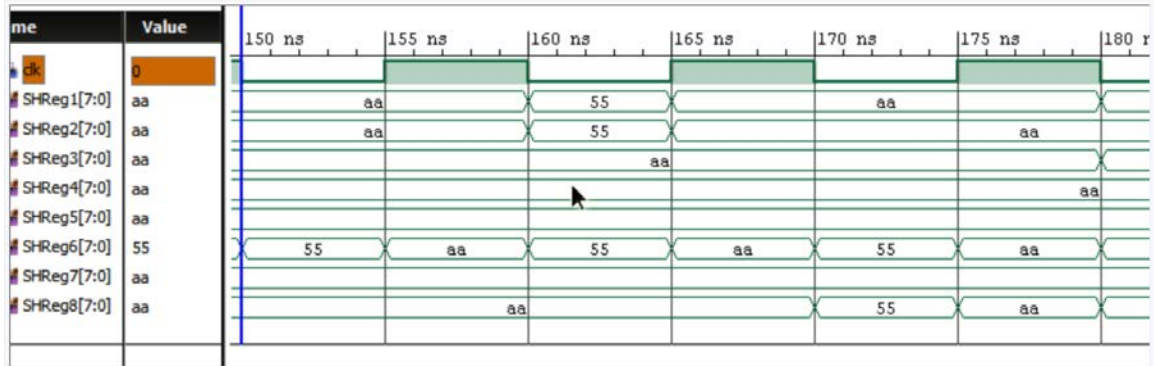 me Value
150 ns 155 ns 160 ns 165 ns 170 ns 175 ns 180
clk 0
SHReg1[7:0] aa aa 55 aa
SHReg2[7:0] aa aa 55 aa
SHReg3[7:0] aa aa
SHReg4[7:0] aa aa
SHReg5[7:0] aa
SHReg6[7:0] 55 55 aa 55 aa 55 aa
SHReg7[7:0] aa
SHReg8[7:0] aa aa 55 aa